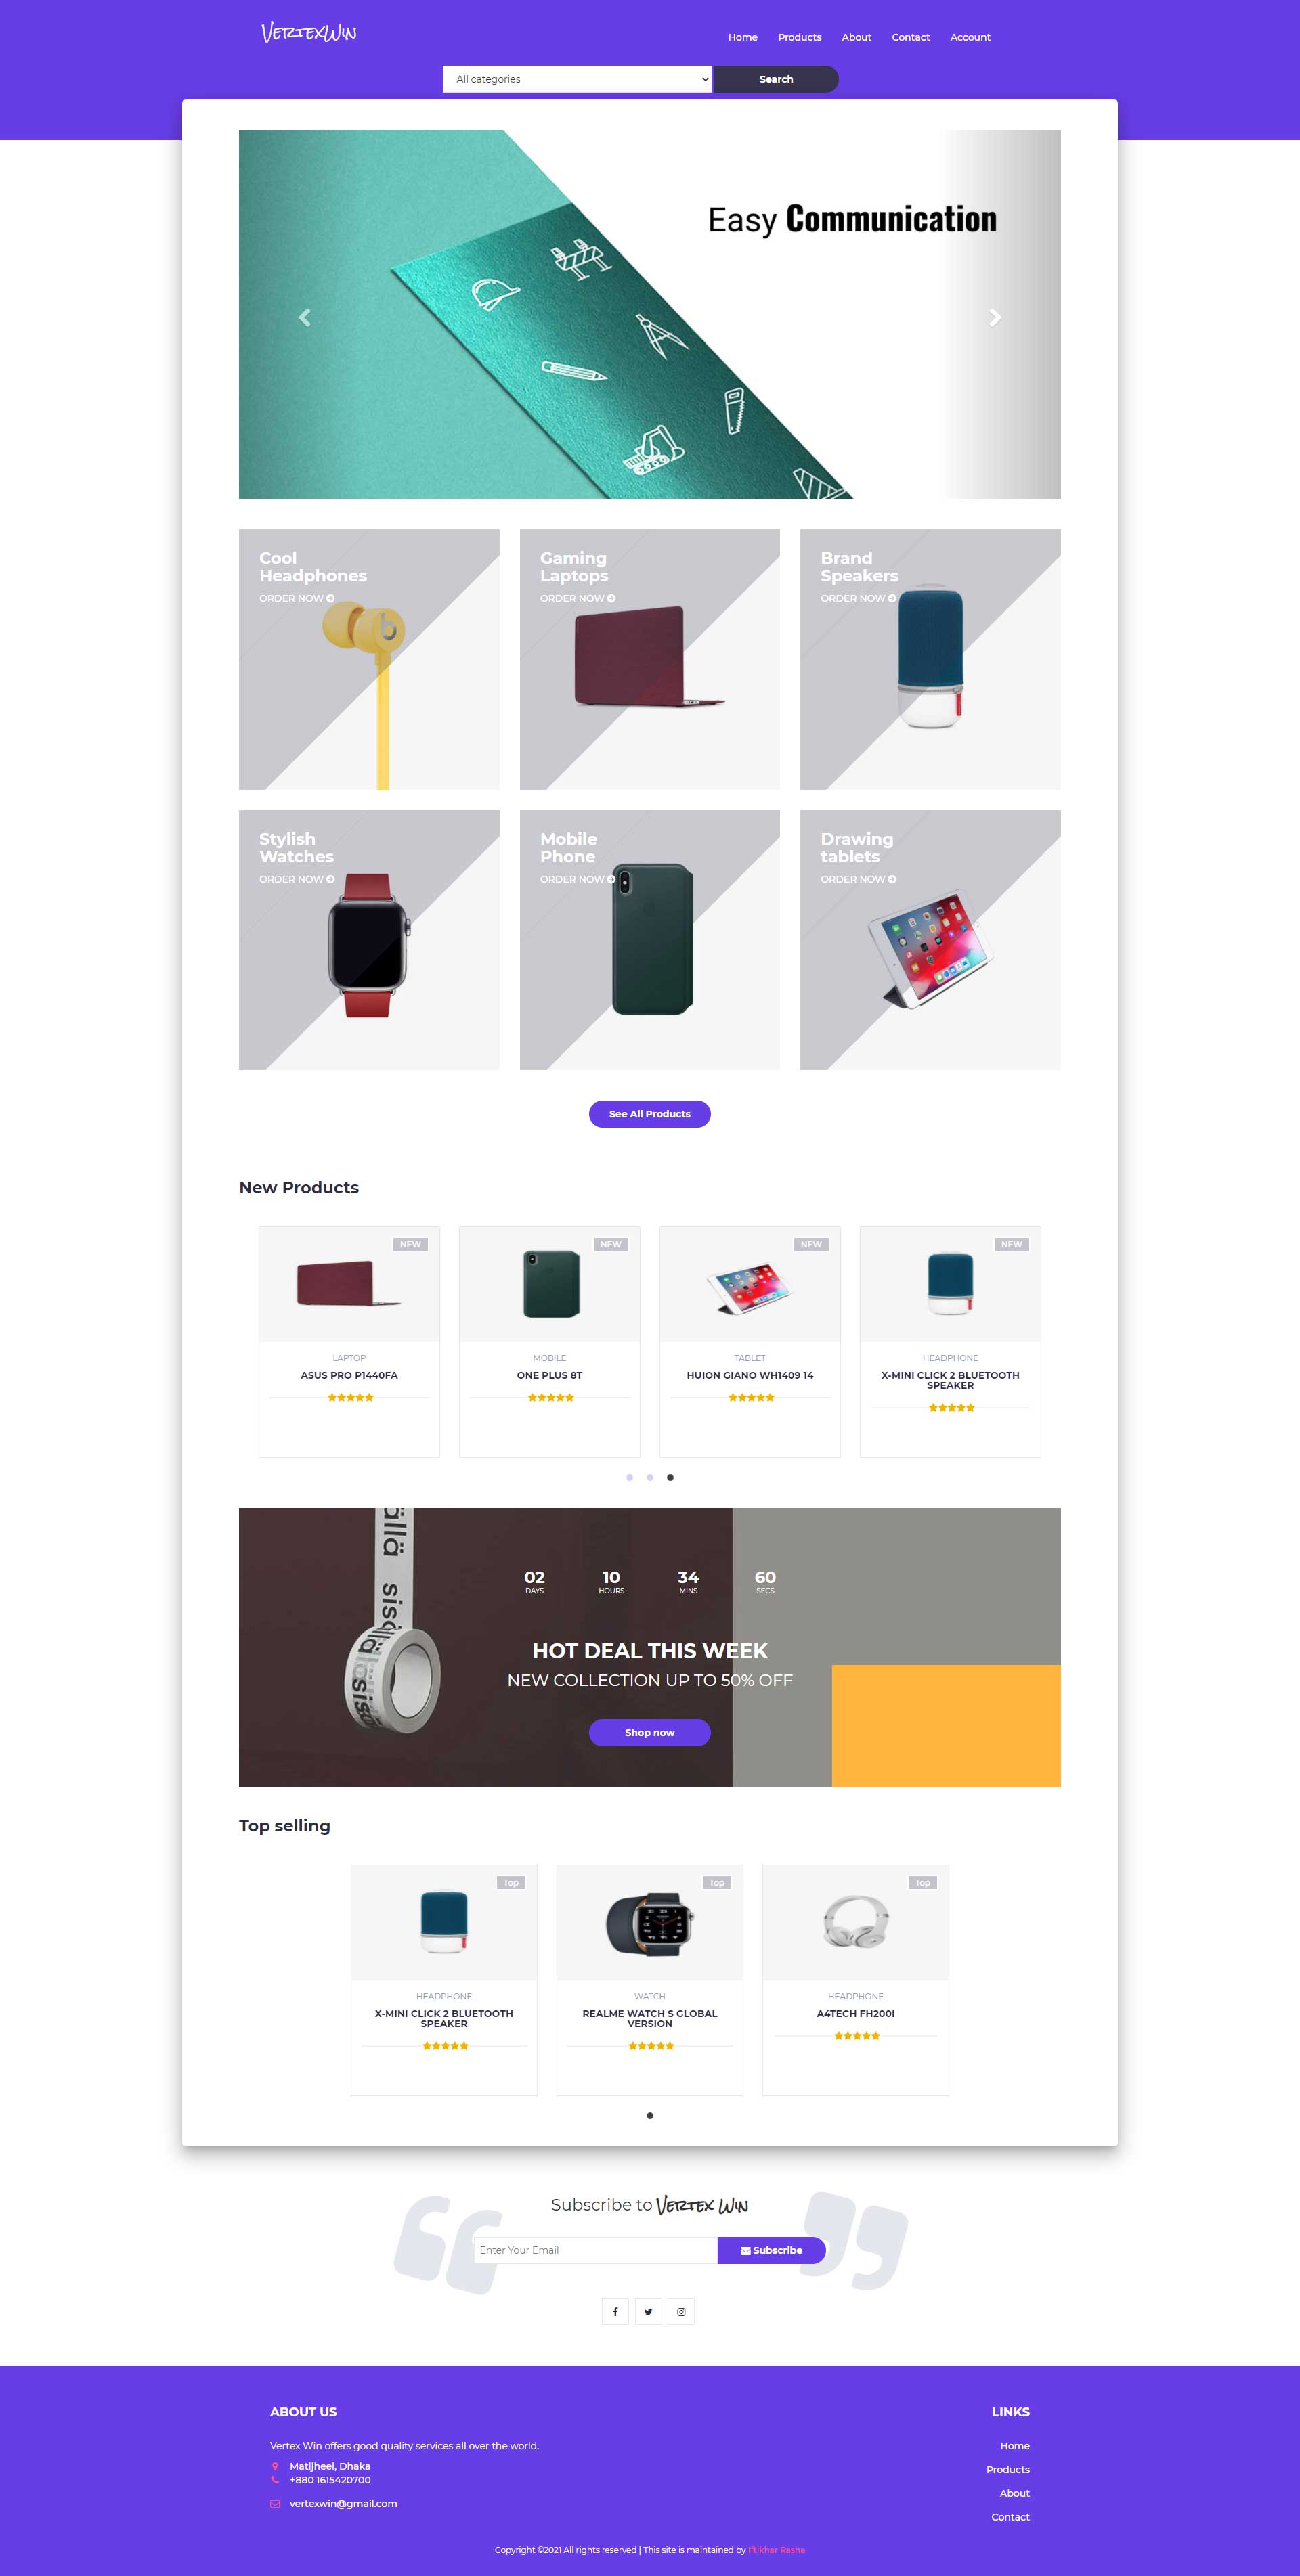 VertexWin
Home Products About Contact Account
All categories Search
Easy Communication
Cool
Headphones
ORDER NOW
Gaming
Laptops
ORDER NOW
Brand
Speakers
ORDER NOW
Stylish
Watches
ORDER NOW
Mobile
Phone
ORDER NOW
Drawing
tablets
ORDER NOW
See All Products
New Products
NEW
LAPTOP
ASUS PRO P1440FA
NEW
MOBILE
ONE PLUS 8T
NEW
TABLET
HUION GIANO WH1409 14
NEW
HEADPHONE
X-MINI CLICK 2 BLUETOOTH
SPEAKER
02 10 34 60
DAYS HOURS MINS SECS
HOT DEAL THIS WEEK
NEW COLLECTION UP TO 50% OFF
Shop now
Top selling
Top
HEADPHONE
X-MINI CLICK 2 BLUETOOTH
SPEAKER
Top
WATCH
REALME WATCH S GLOBAL
VERSION
Top
HEADPHONE
A4TECH FH200I
Subscribe to Vertex Win
Enter Your Email Subscribe
ABOUT US
Vertex Win offers good quality services all over the world.
Matijheel, Dhaka
+880 1615420700
vertexwin@gmail.com
LINKS
Home
Products
About
Contact
Copyright ©2021 All rights reserved | This site is maintained by Iftikhar Rasha